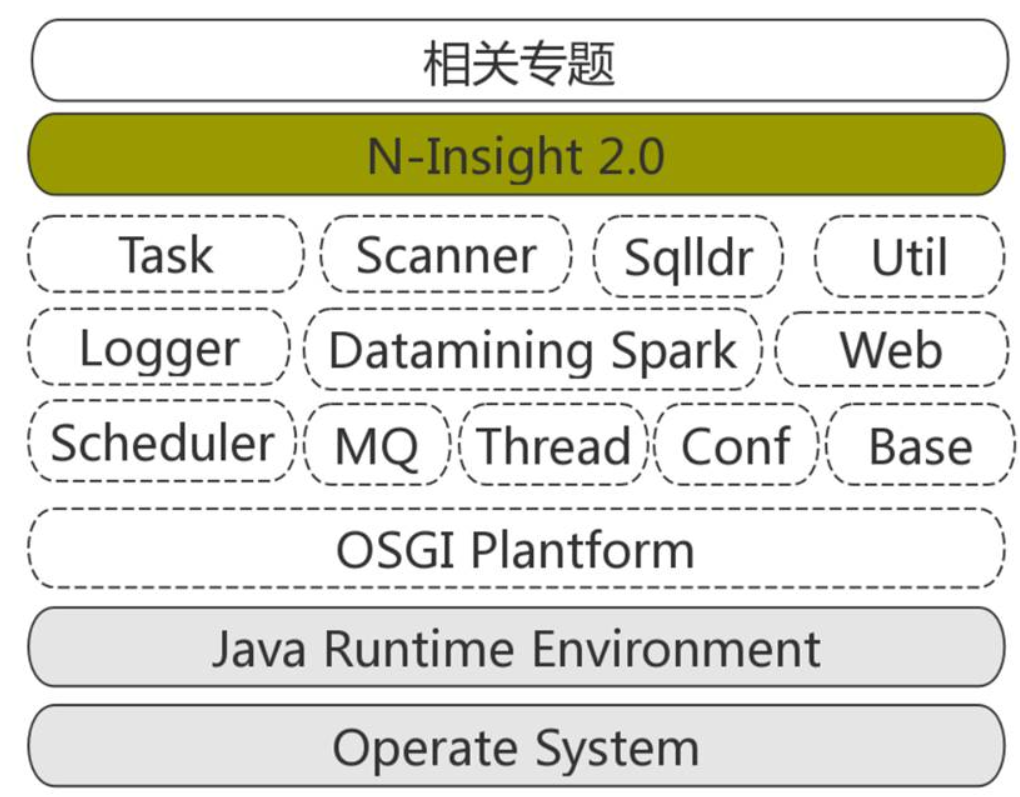 相关专题
N-Insight 2.0
Task Scanner Sqlldr Util
Logger Datamining Spark Web
Scheduler MQ Thread Conf Base
OSGI Plantform
Java Runtime Environment
Operate System